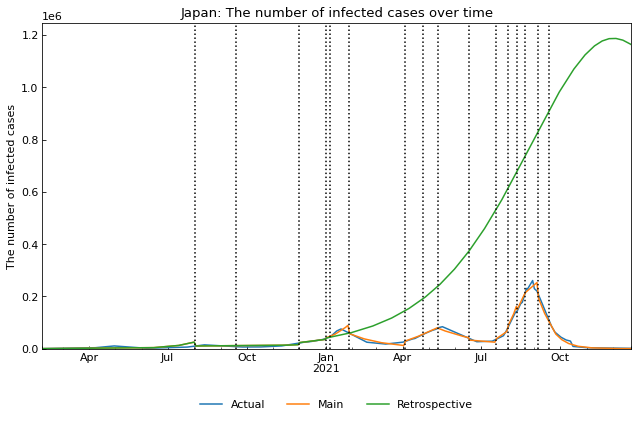 Japan: The number of infected cases over time
1e6
1.2
1.0
0.8
0.6
0.4
0.2
0.0
The number of infected cases
Apr Jul Oct Jan Apr Jul Oct
2021
Actual Main Retrospective